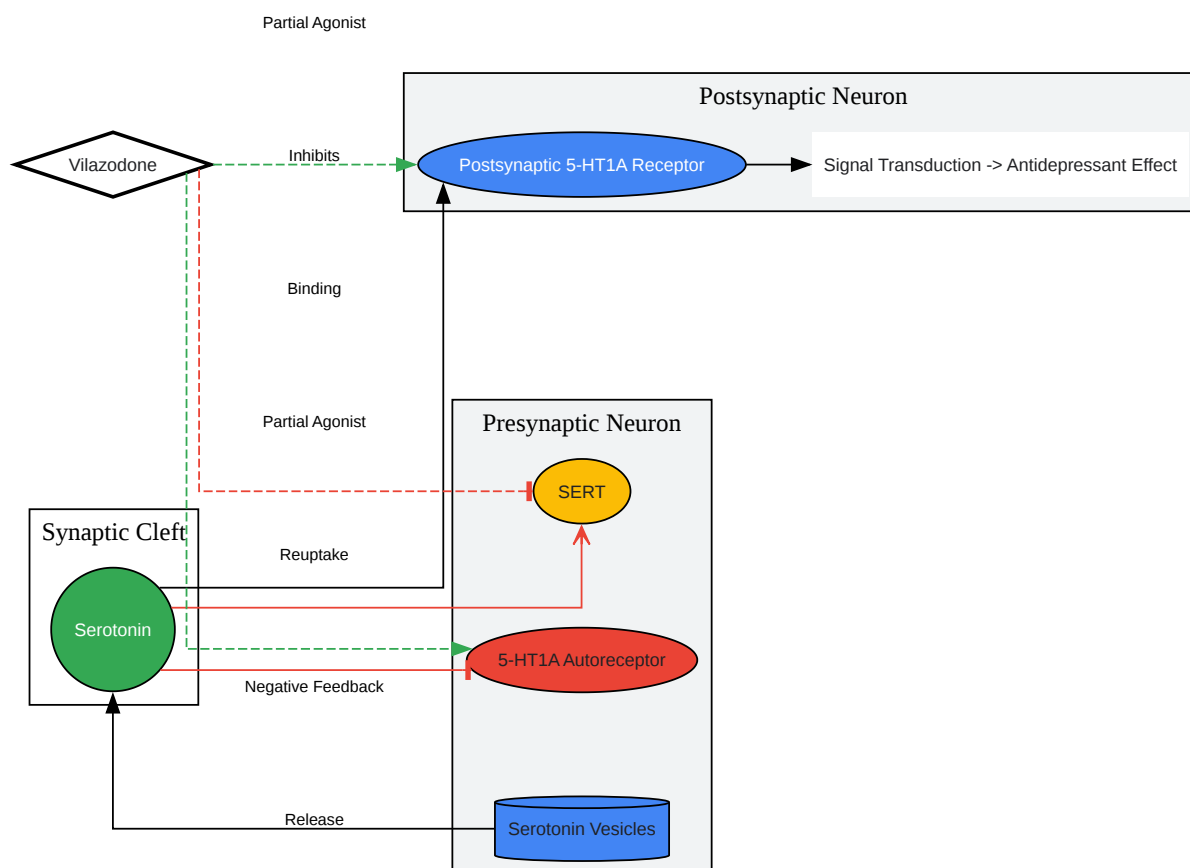 Partial Agonist
Postsynaptic Neuron
Vilazodone
Inhibits
Postsynaptic 5-HT1A Receptor
Signal Transduction -> Antidepressant Effect
Binding
Partial Agonist
Presynaptic Neuron
SERT
Synaptic Cleft
Reuptake
Serotonin
5-HT1A Autoreceptor
Negative Feedback
Release
Serotonin Vesicles